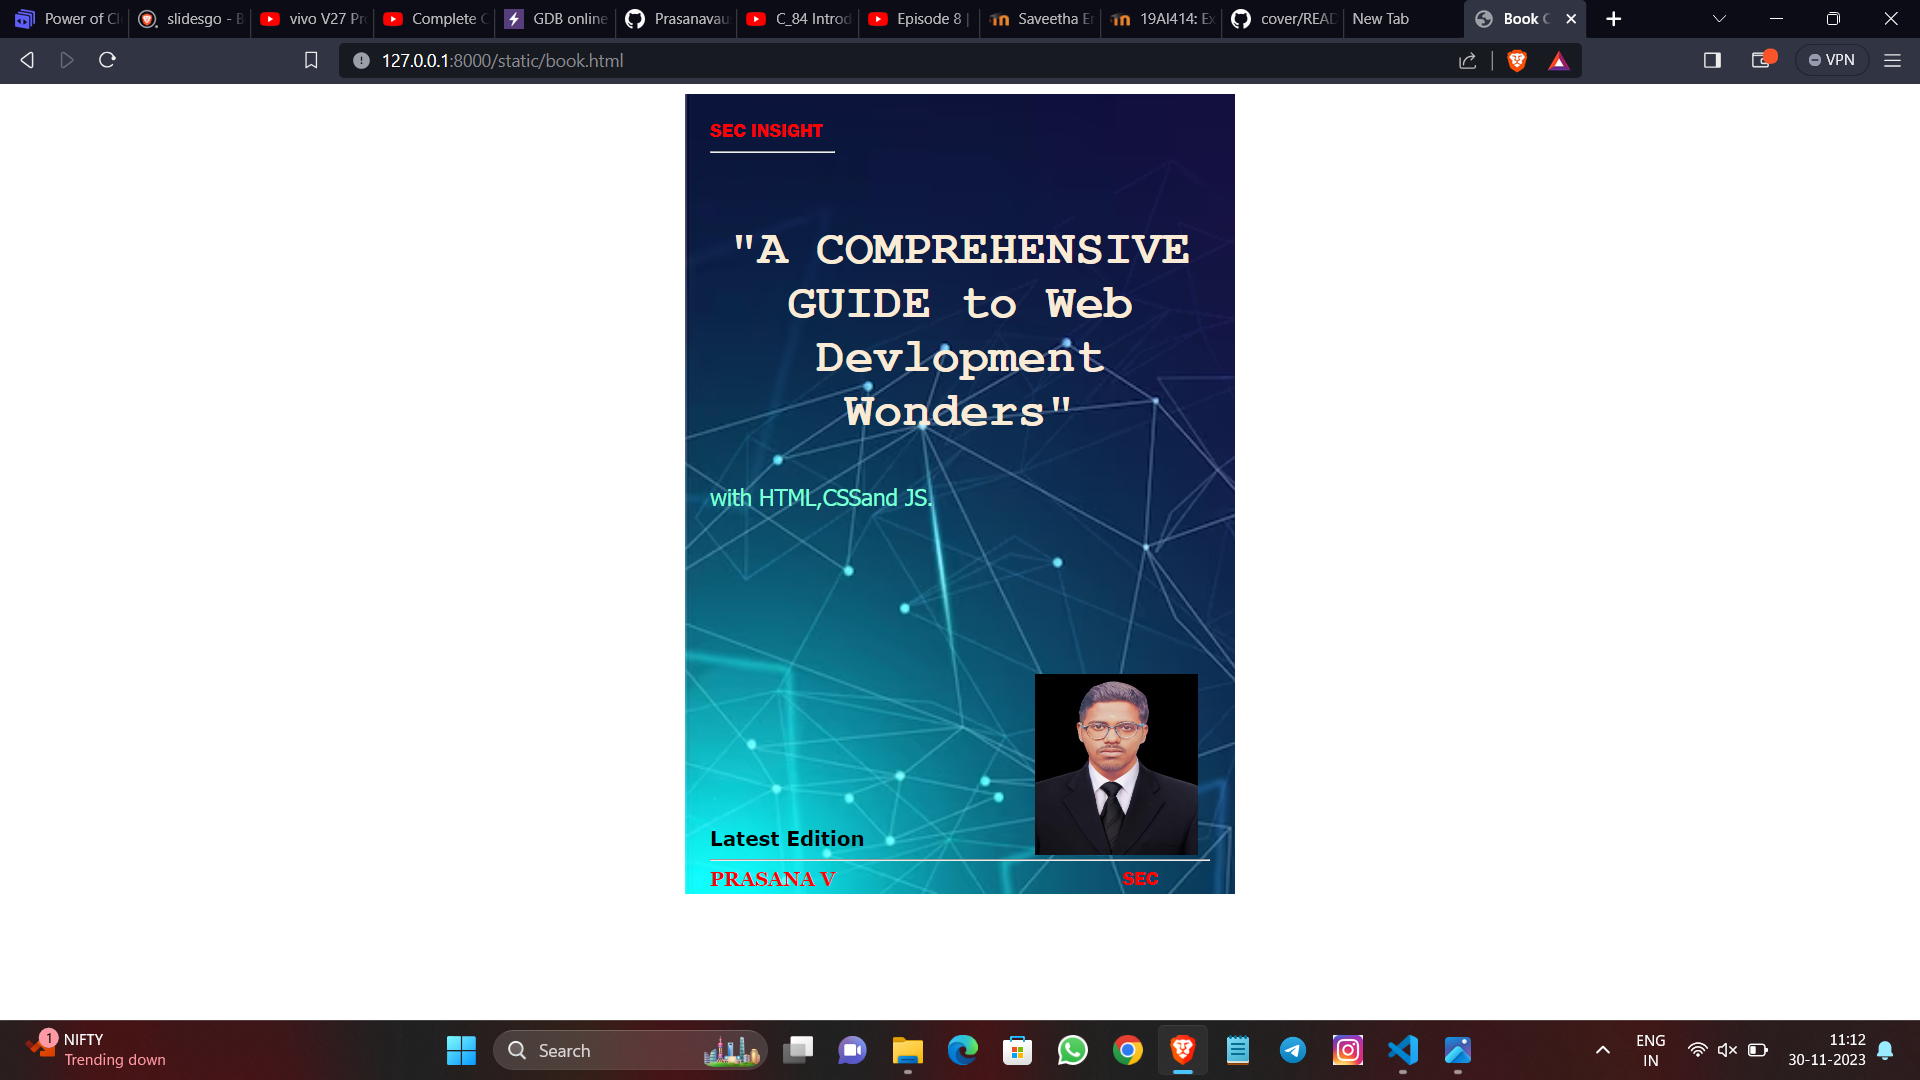 Power of Cl
slidesgo - B
vivo V27 Pr
Complete C
GDB online
Prasanavau
C_84 Introd
Episode 8 |
Saveetha En
19AI414: Ex
cover/READ
New Tab
Book C
127.0.0.1:8000/static/book.html
VPN
SEC INSIGHT
"A COMPREHENSIVE
GUIDE to Web
Devlopment
Wonders"
with HTML,CSSand JS.
Latest Edition
PRASANA V
SEC
1
NIFTY
Trending down
Search
ENG
IN
11:12
30-11-2023